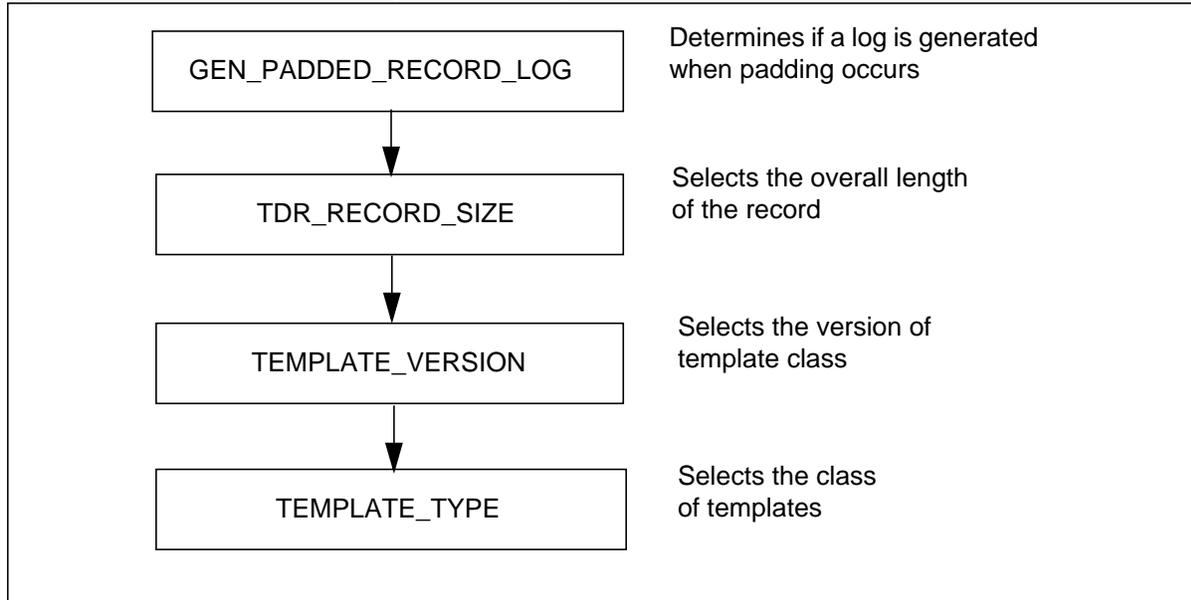 GEN_PADDED_RECORD_LOG
Determines if a log is generated
when padding occurs
TDR_RECORD_SIZE
Selects the overall length
of the record
TEMPLATE_VERSION
Selects the version of
template class
TEMPLATE_TYPE
Selects the class
of templates